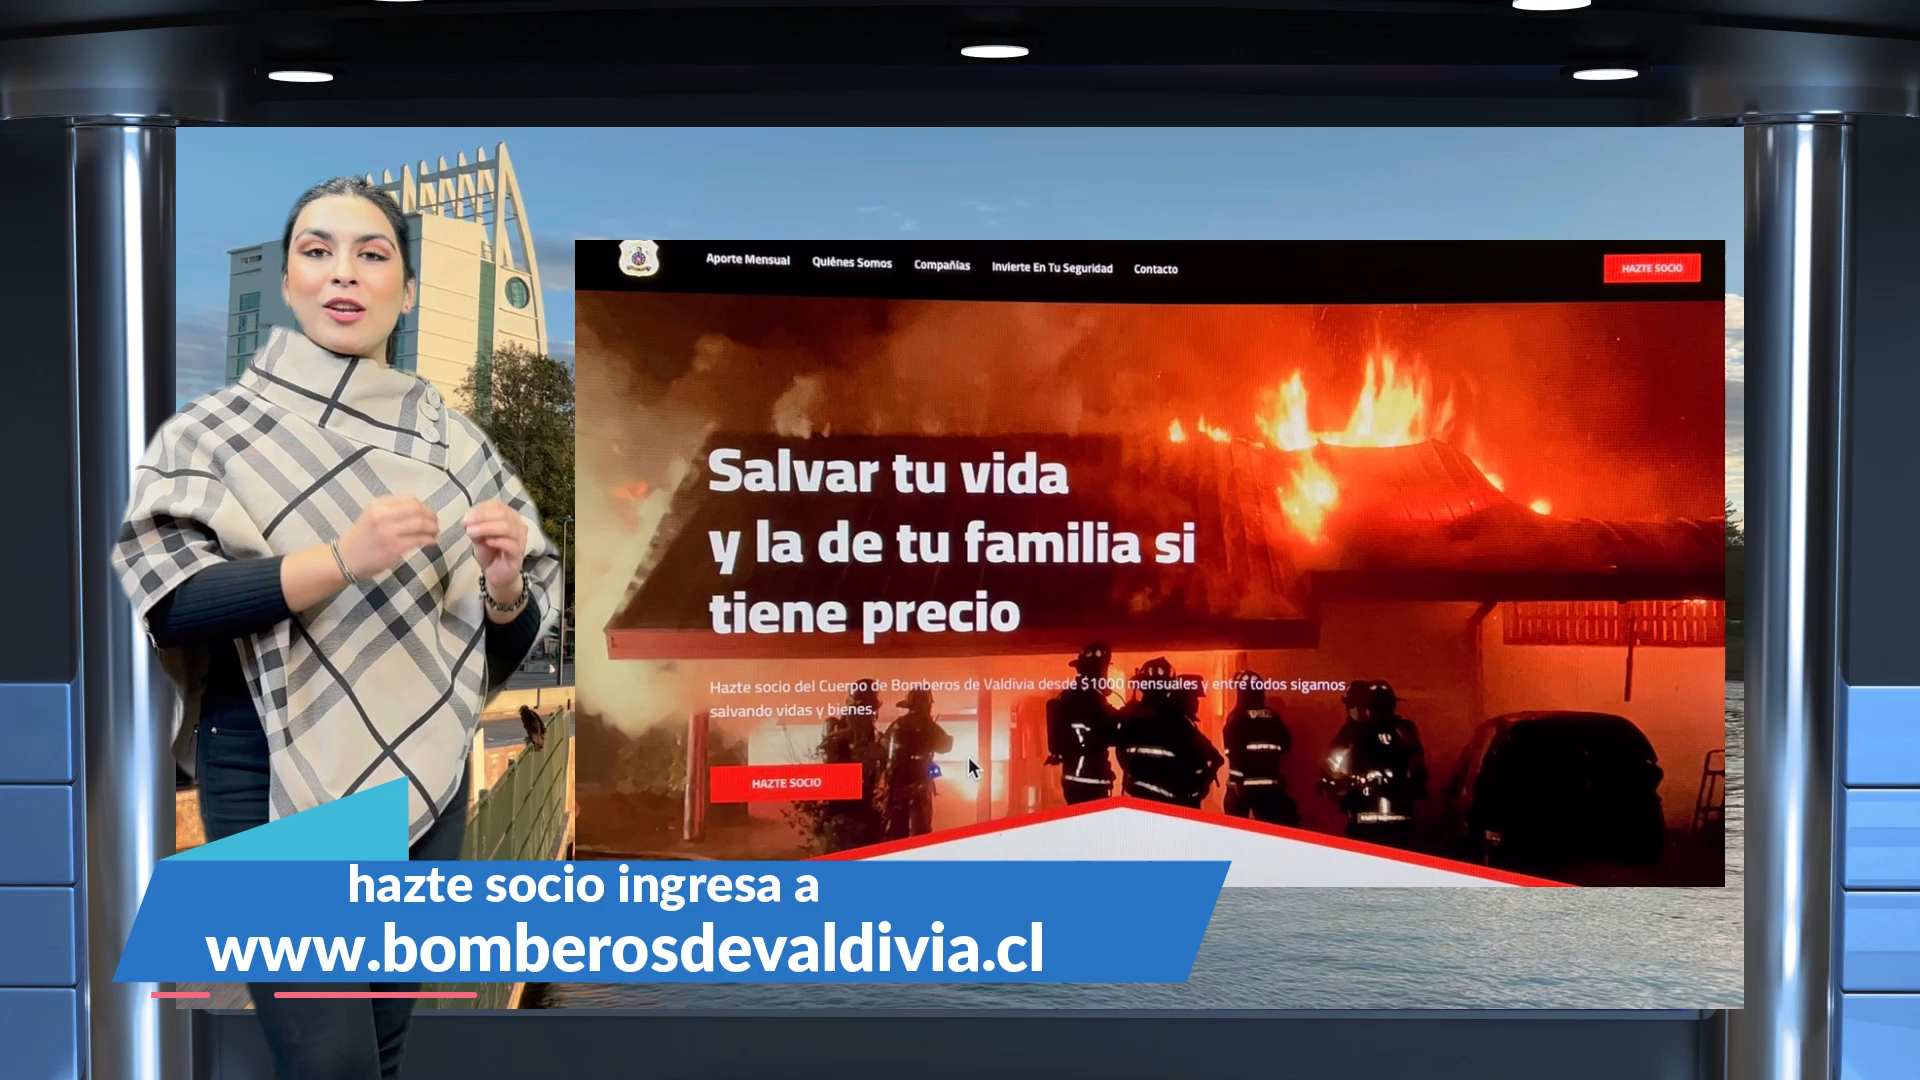 Aporte Mensual Quiénes Somos Compañías Invierte En Tu Seguridad Contacto HAZTE SOCIO
Salvar tu vida
y la de tu familia si
tiene precio
Hazte socio del Cuerpo de Bomberos de Valdivia desde $1000 mensuales y entre todos sigamos
salvando vidas y bienes.
HAZTE SOCIO
hazte socio ingresa a
www.bomberosdevaldivia.cl